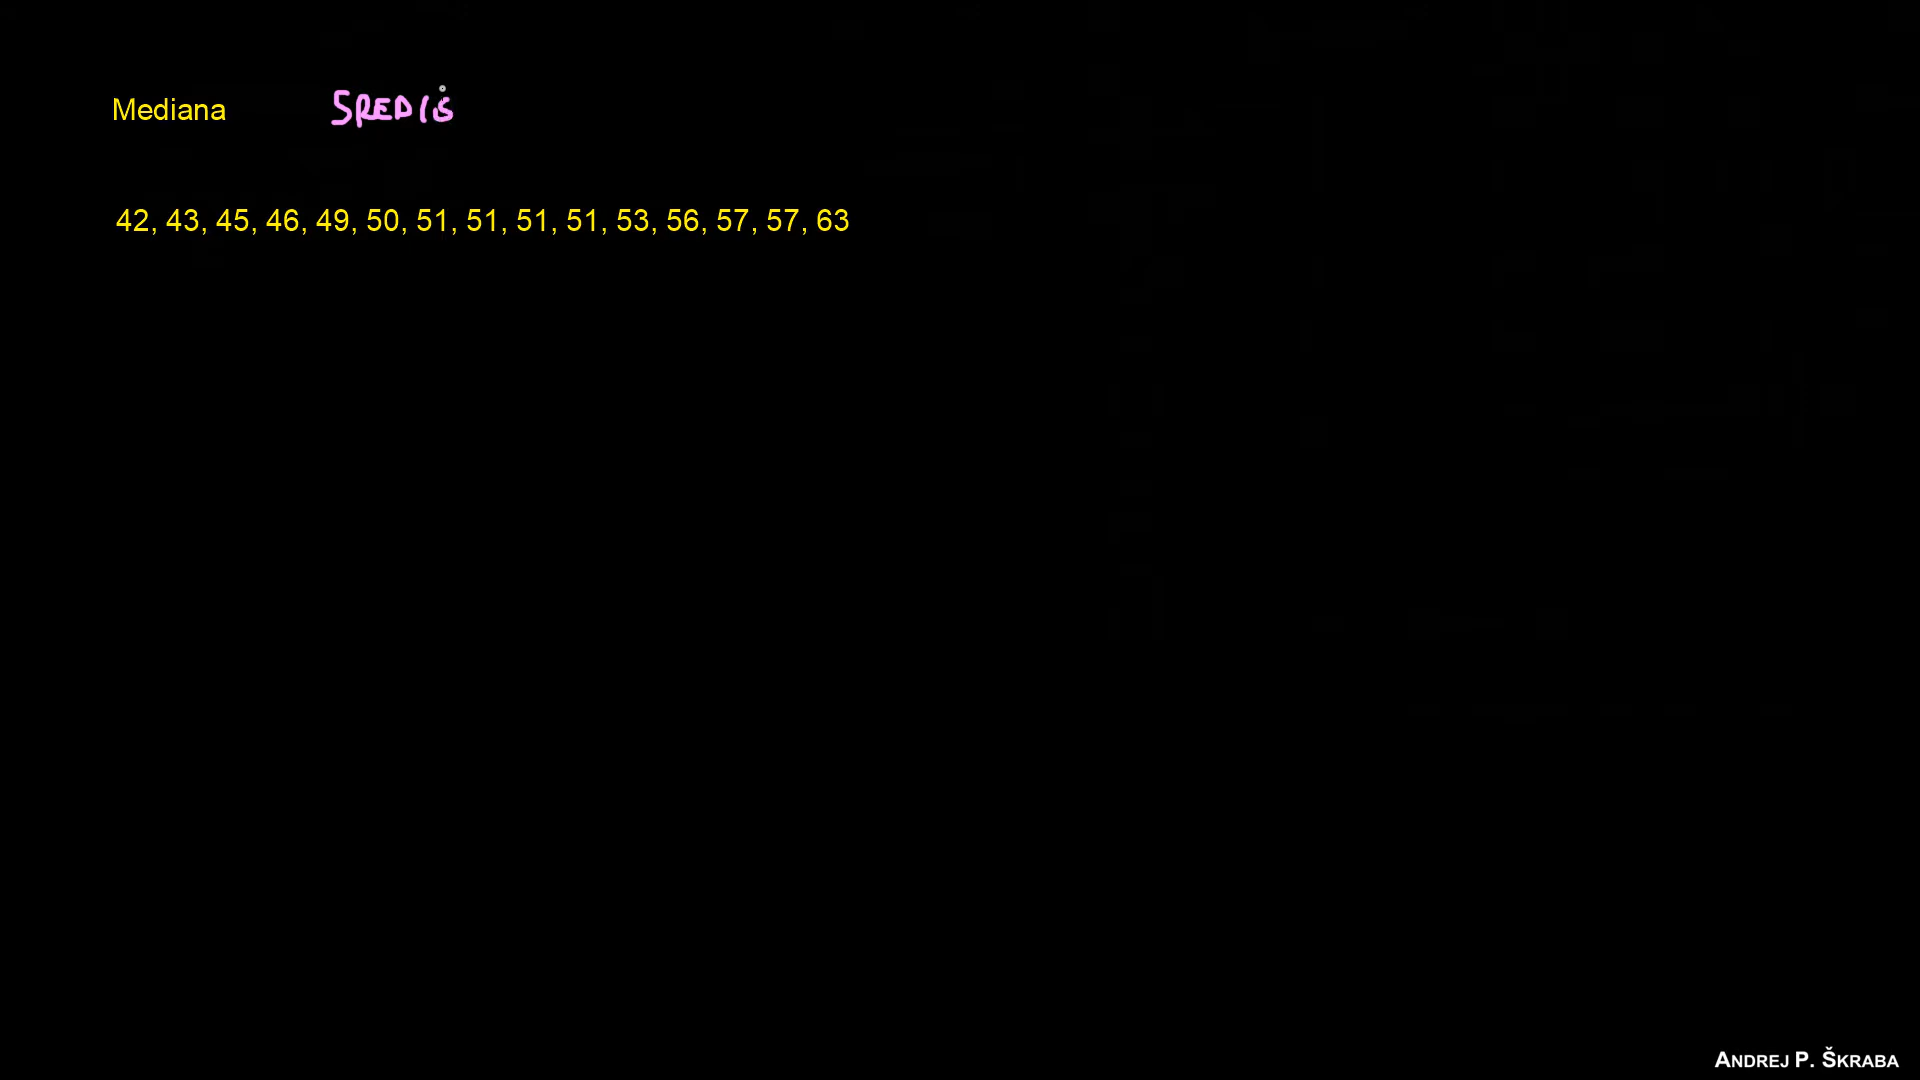 Mediana SREDIŠ
42, 43, 45, 46, 49, 50, 51, 51, 51, 51, 53, 56, 57, 57, 63
ANDREJ P. ŠKRABA